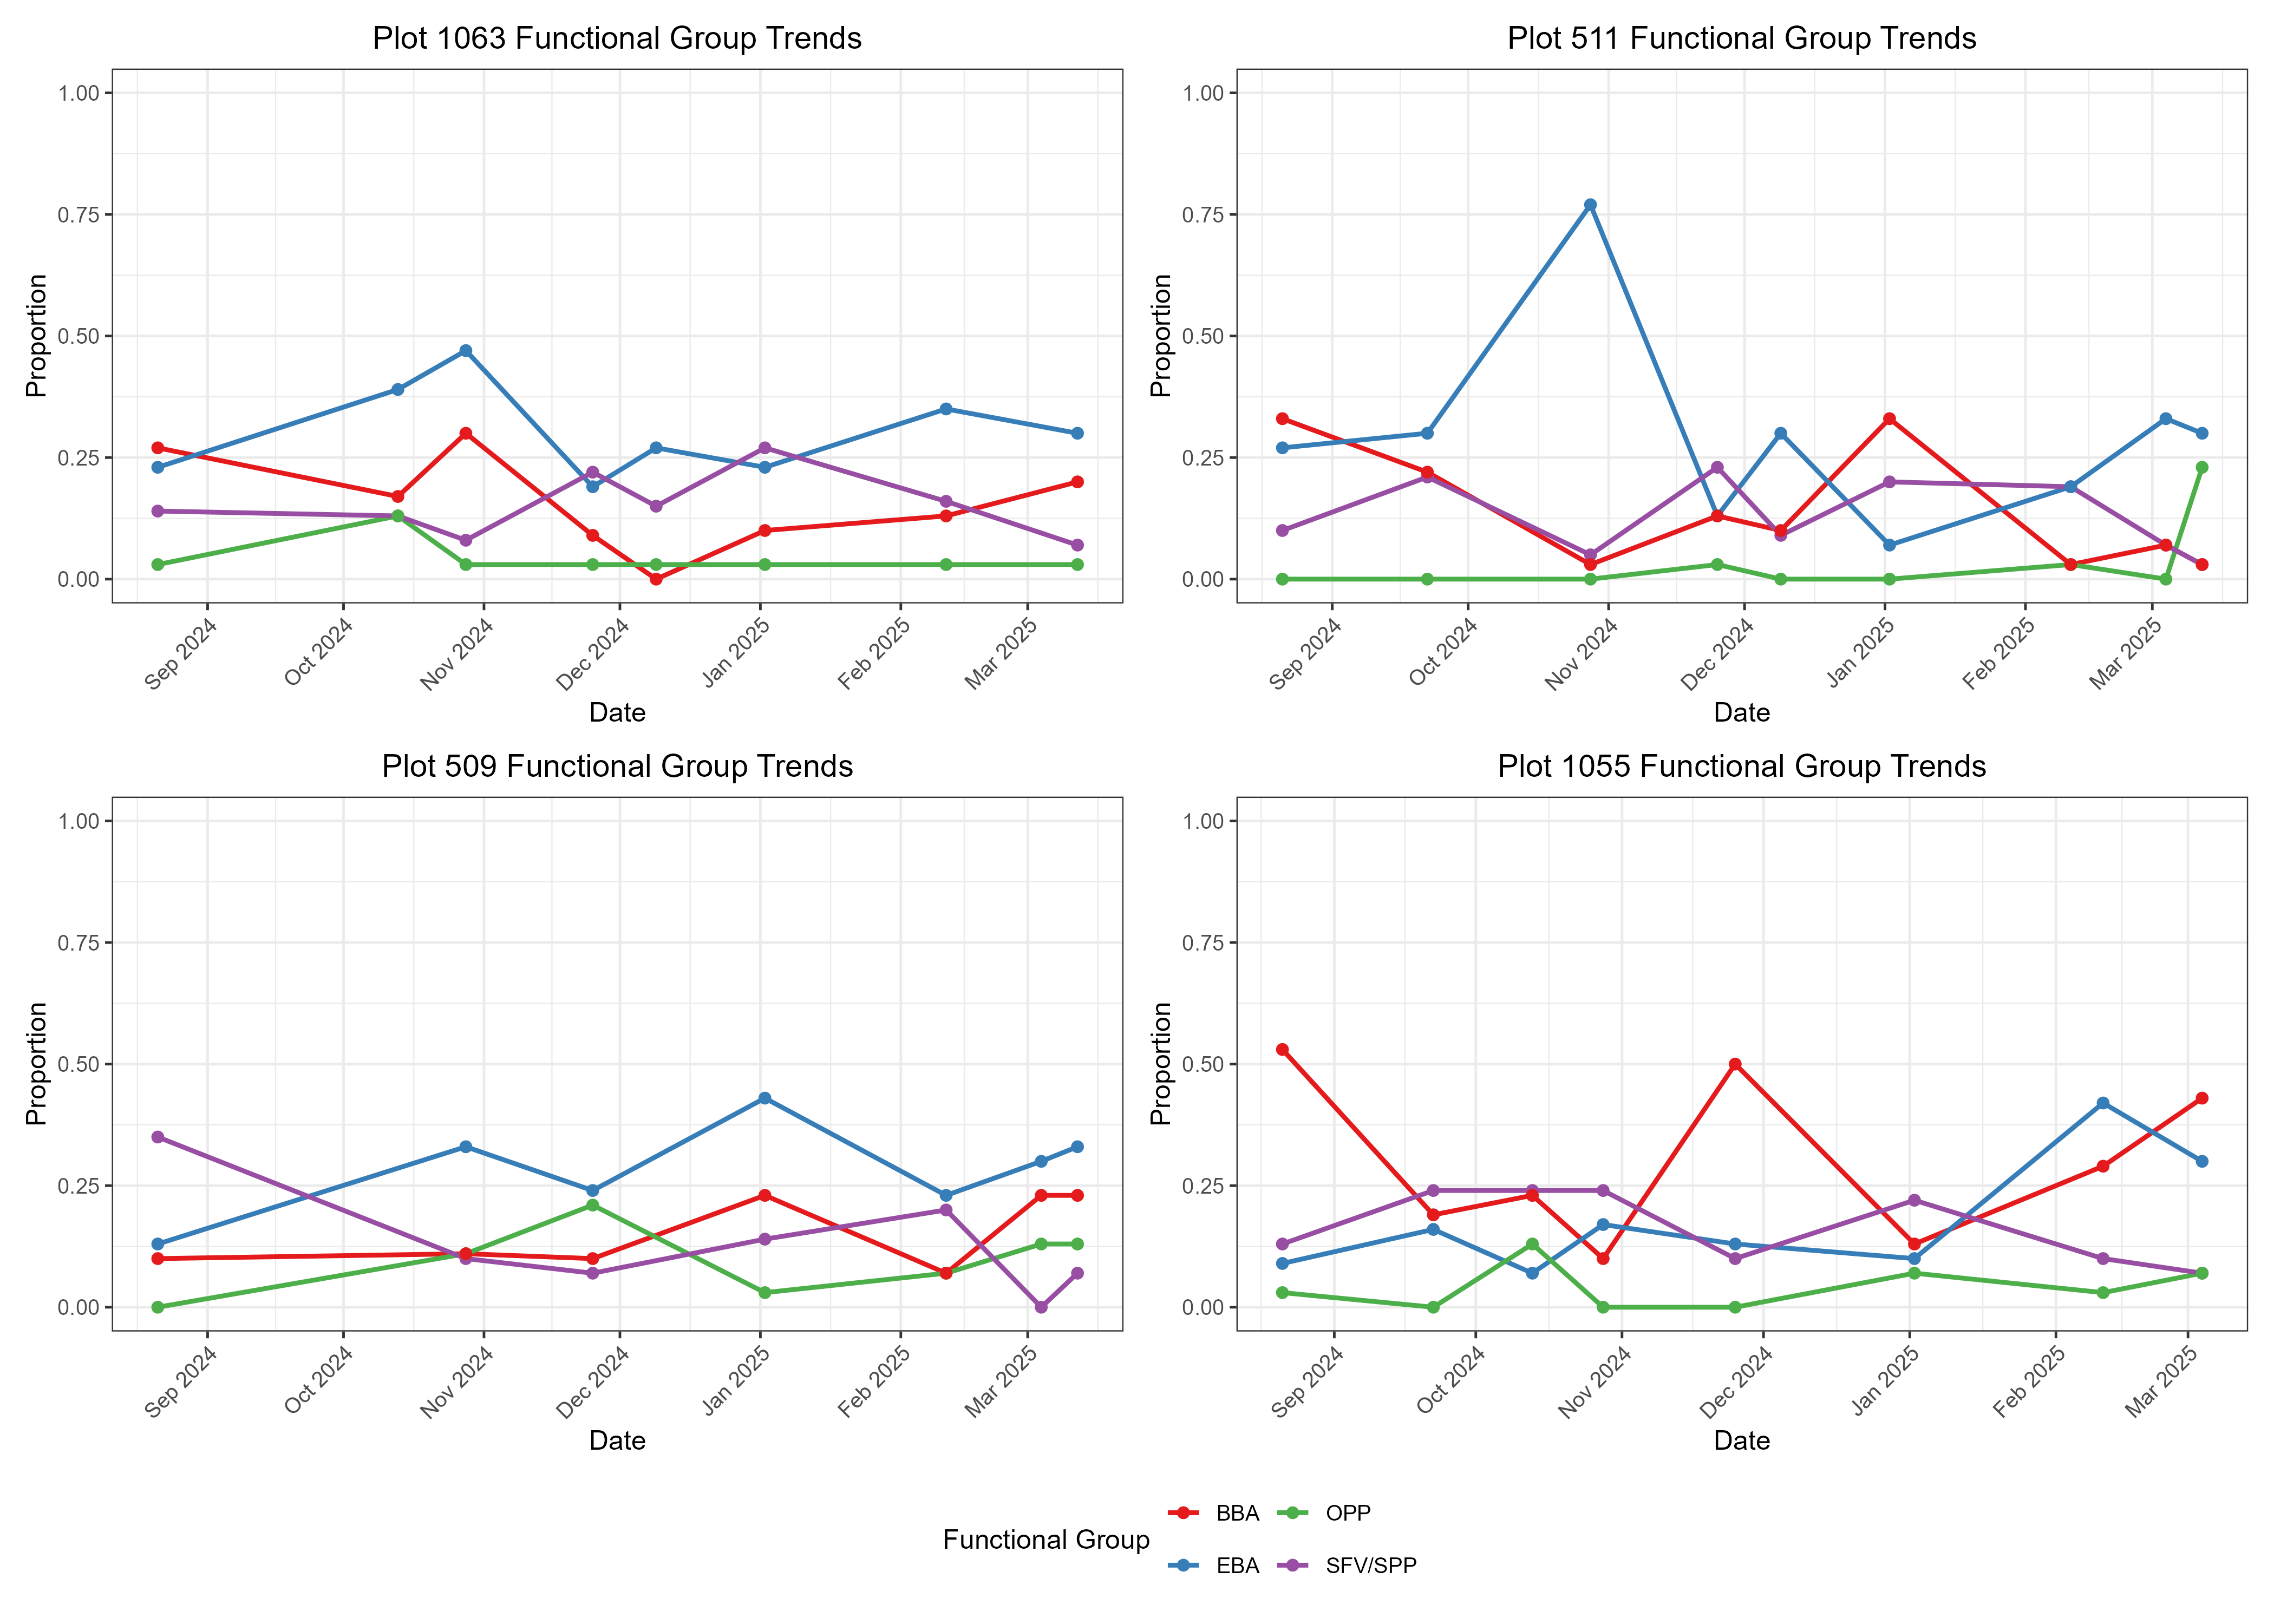 Plot 1063 Functional Group Trends
1.00
0.75
0.50
0.25
0.00
Proportion
Sep 2024
Oct 2024
Nov 2024
Dec 2024
Jan 2025
Feb 2025
Mar 2025
Date
Plot 511 Functional Group Trends
1.00
0.75
0.50
0.25
0.00
Proportion
Sep 2024
Oct 2024
Nov 2024
Dec 2024
Jan 2025
Feb 2025
Mar 2025
Date
Plot 509 Functional Group Trends
1.00
0.75
0.50
0.25
0.00
Proportion
Sep 2024
Oct 2024
Nov 2024
Dec 2024
Jan 2025
Feb 2025
Mar 2025
Date
Plot 1055 Functional Group Trends
1.00
0.75
0.50
0.25
0.00
Proportion
Sep 2024
Oct 2024
Nov 2024
Dec 2024
Jan 2025
Feb 2025
Mar 2025
Date
Functional Group
BBA
OPP
EBA
SFV/SPP